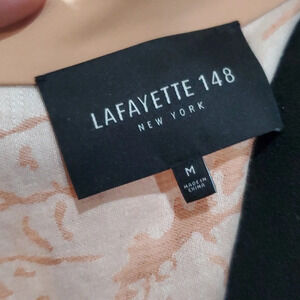 LAFAYETTE 148
NEW YORK
M
MADE IN
CHINA